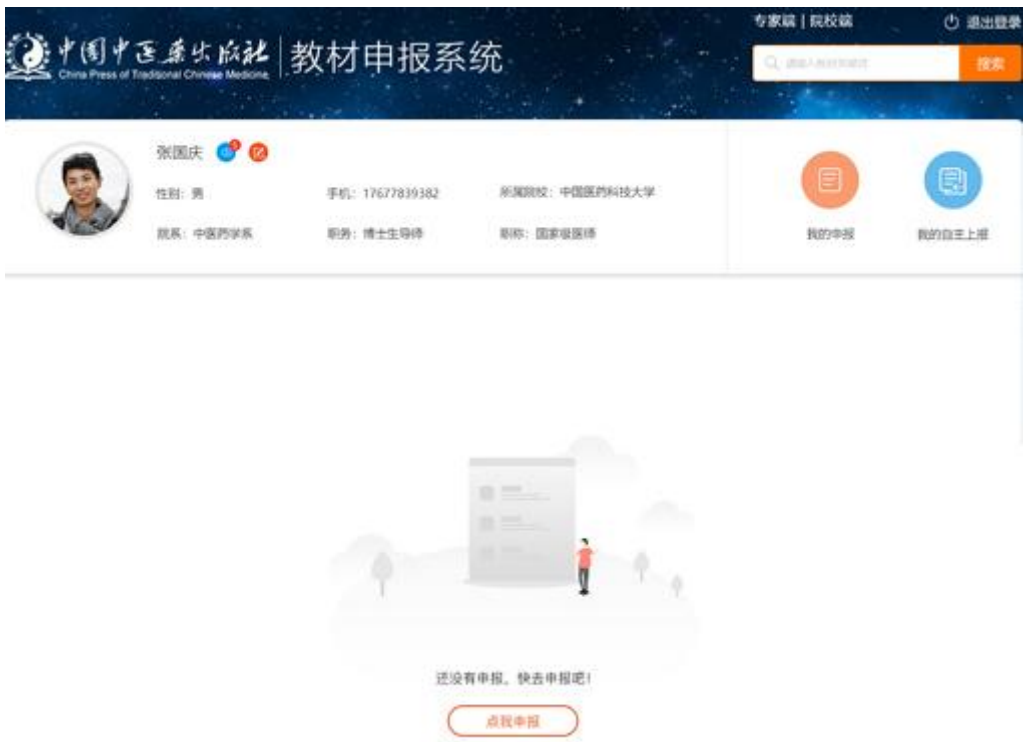 专家端 | 院校端
退出登录
中国中医药出版社
China Press of Traditional Chinese Medicine
教材申报系统
搜索
张国庆
性别：男
手机：17677839382
所属院校：中国医药科技大学
院系：中医药学系
职务：博士生导师
职称：国家级医师
我的申报
我的自主上报
还没有申报，快去申报吧！
点我申报